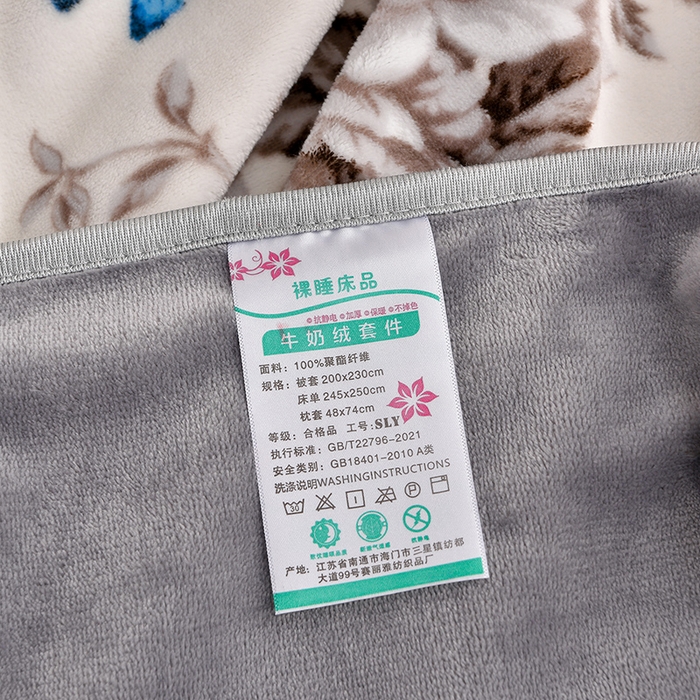 裸睡床品
抗静电 加厚 保暖 不掉色
牛奶绒套件
面料：100%聚酯纤维
规格：被套 200x230cm
床单 245x250cm
枕套 48x74cm
等级：合格品 工号：SLY
执行标准：GB/T22796-2021
安全类别：GB18401-2010 A类
洗涤说明WASHINGINSTRUCTIONS
30 P
抗静电
产地：江苏省南通市海门市三星镇纺都
大道99号赛丽雅纺织品厂